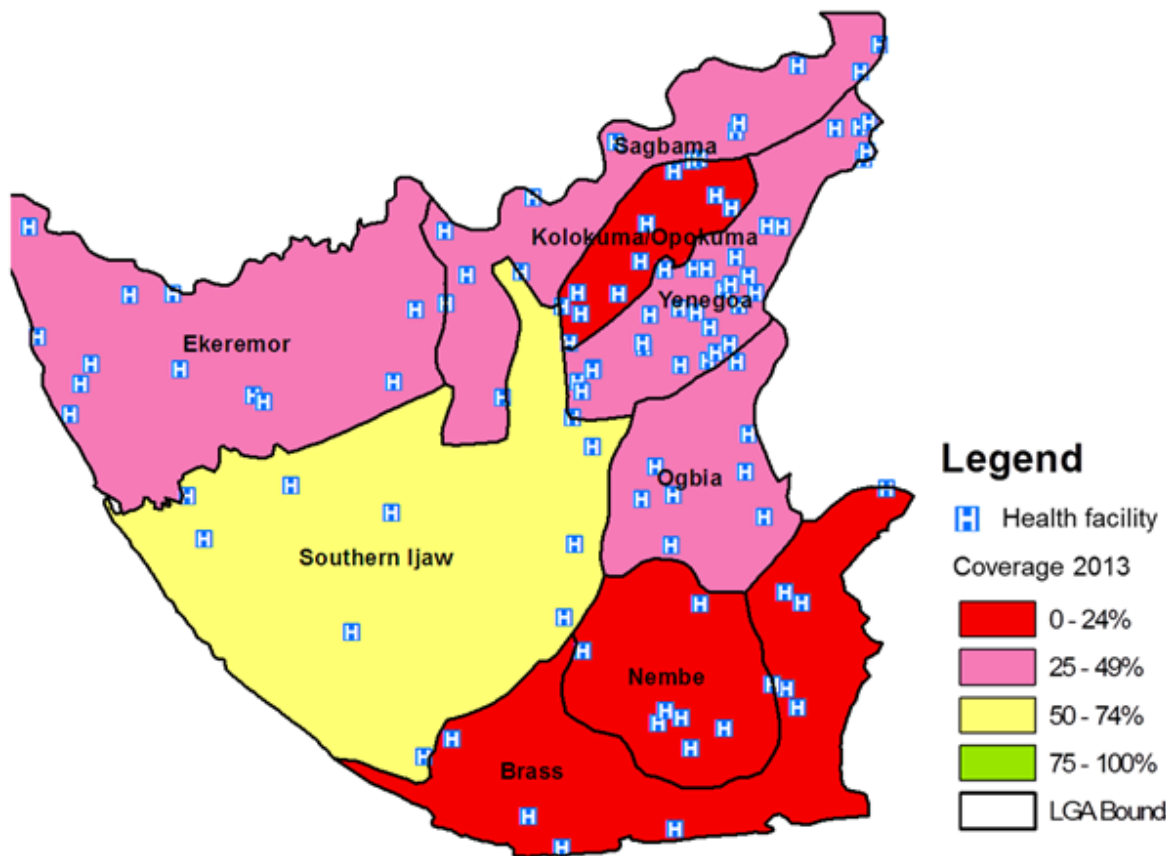 Sagbama
Kolokuma/Opokuma
Yenegoa
Ekeremor
Ogbia
Southern Ijaw
Nembe
Brass
Legend
H Health facility
Coverage 2013
0 - 24%
25 - 49%
50 - 74%
75 - 100%
LGA Bound